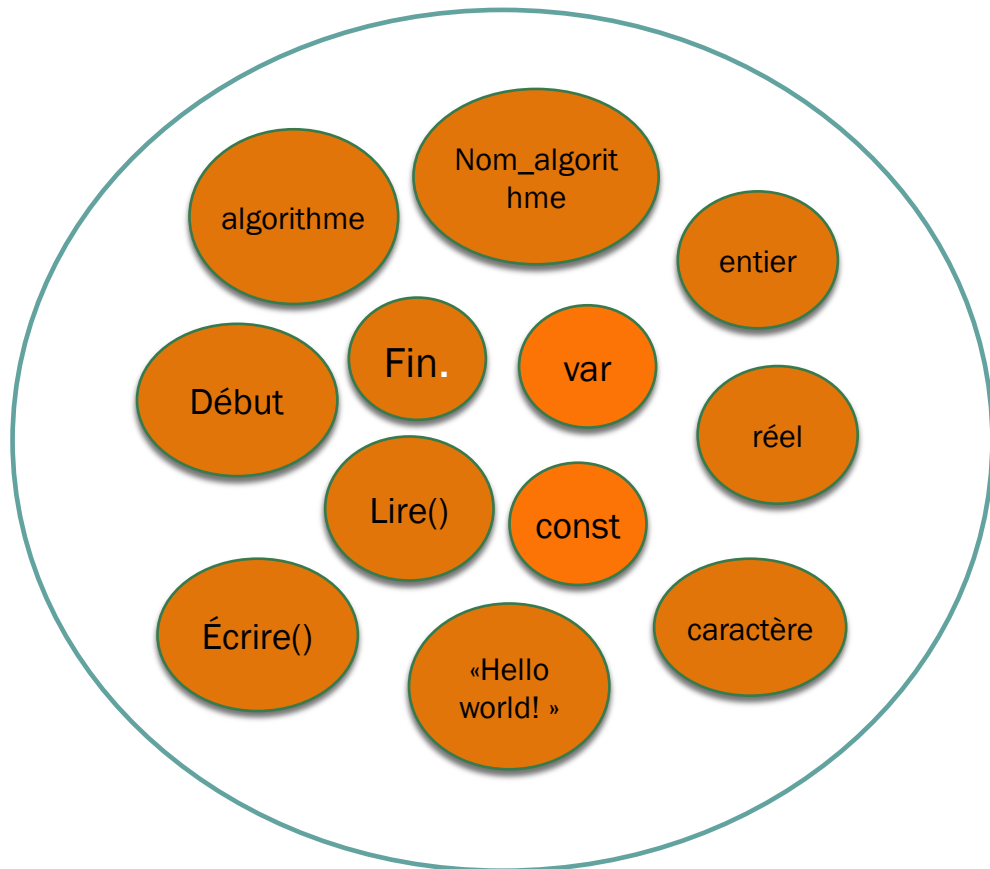 algorithme
Nom_algorit
hme
entier
Fin.
var
Début
réel
Lire()
const
Écrire()
caractère
«Hello
world! »